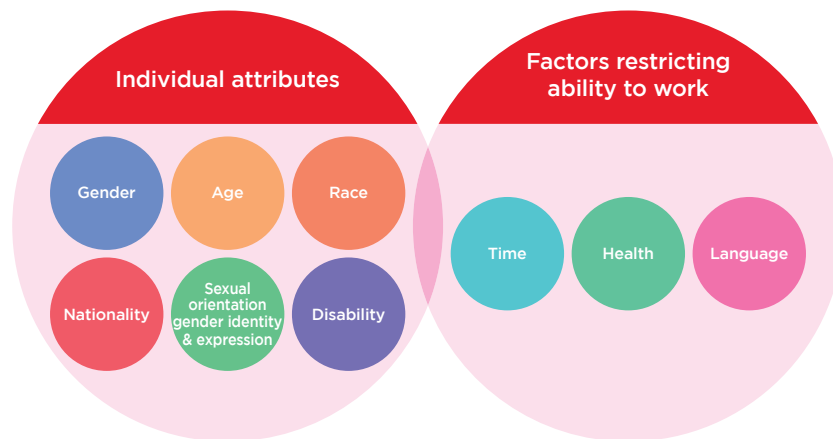 Individual attributes
Factors restricting
ability to work
Gender
Age
Race
Nationality
Sexual
orientation
gender identity
& expression
Disability
Time
Health
Language